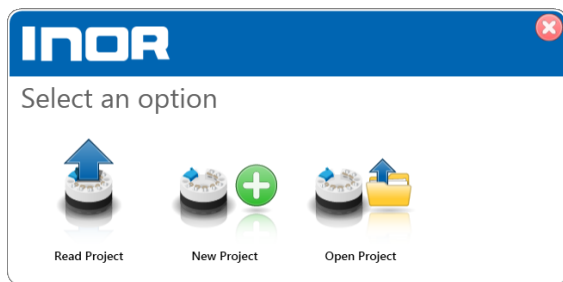 INOR
Select an option
Read Project
New Project
Open Project